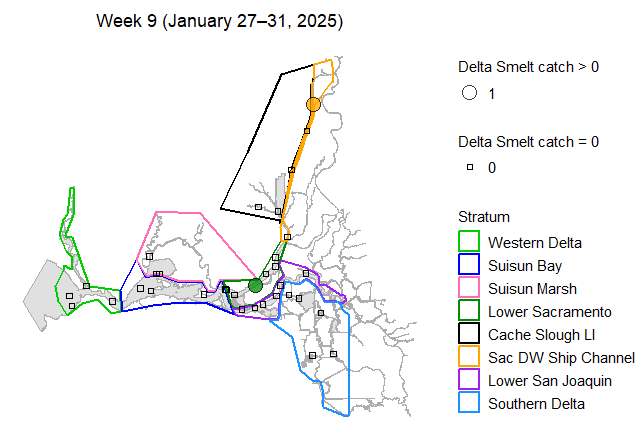 Week 9 (January 27–31, 2025)
Delta Smelt catch > 0
1
Delta Smelt catch = 0
0
Stratum
Western Delta
Suisun Bay
Suisun Marsh
Lower Sacramento
Cache Slough LI
Sac DW Ship Channel
Lower San Joaquin
Southern Delta